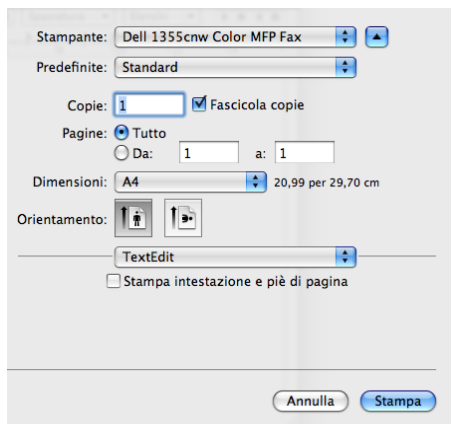 Stampante: Dell 1355cnw Color MFP Fax
Predefinite: Standard
Copie: 1 Fascicola copie
Pagine: Tutto
Da: 1 a: 1
Dimensioni: A4 20,99 per 29,70 cm
Orientamento:
TextEdit
Stampa intestazione e piè di pagina
Annulla Stampa